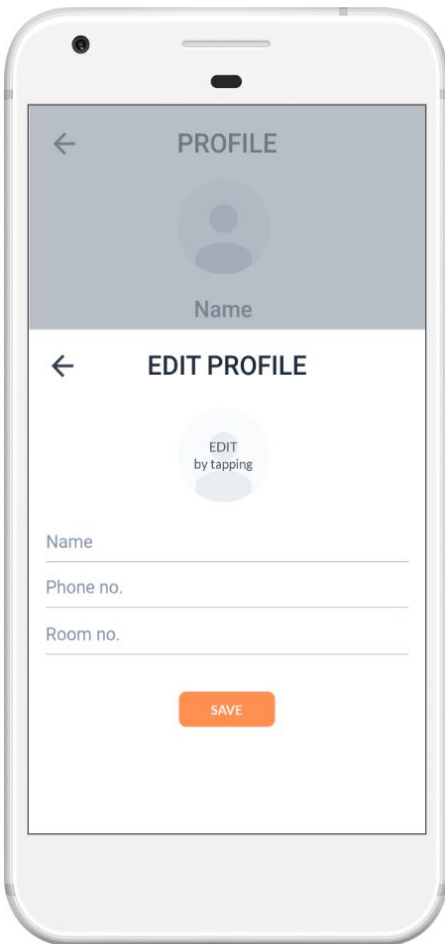 PROFILE
Name
EDIT PROFILE
EDIT
by tapping
Name
Phone no.
Room no.
SAVE